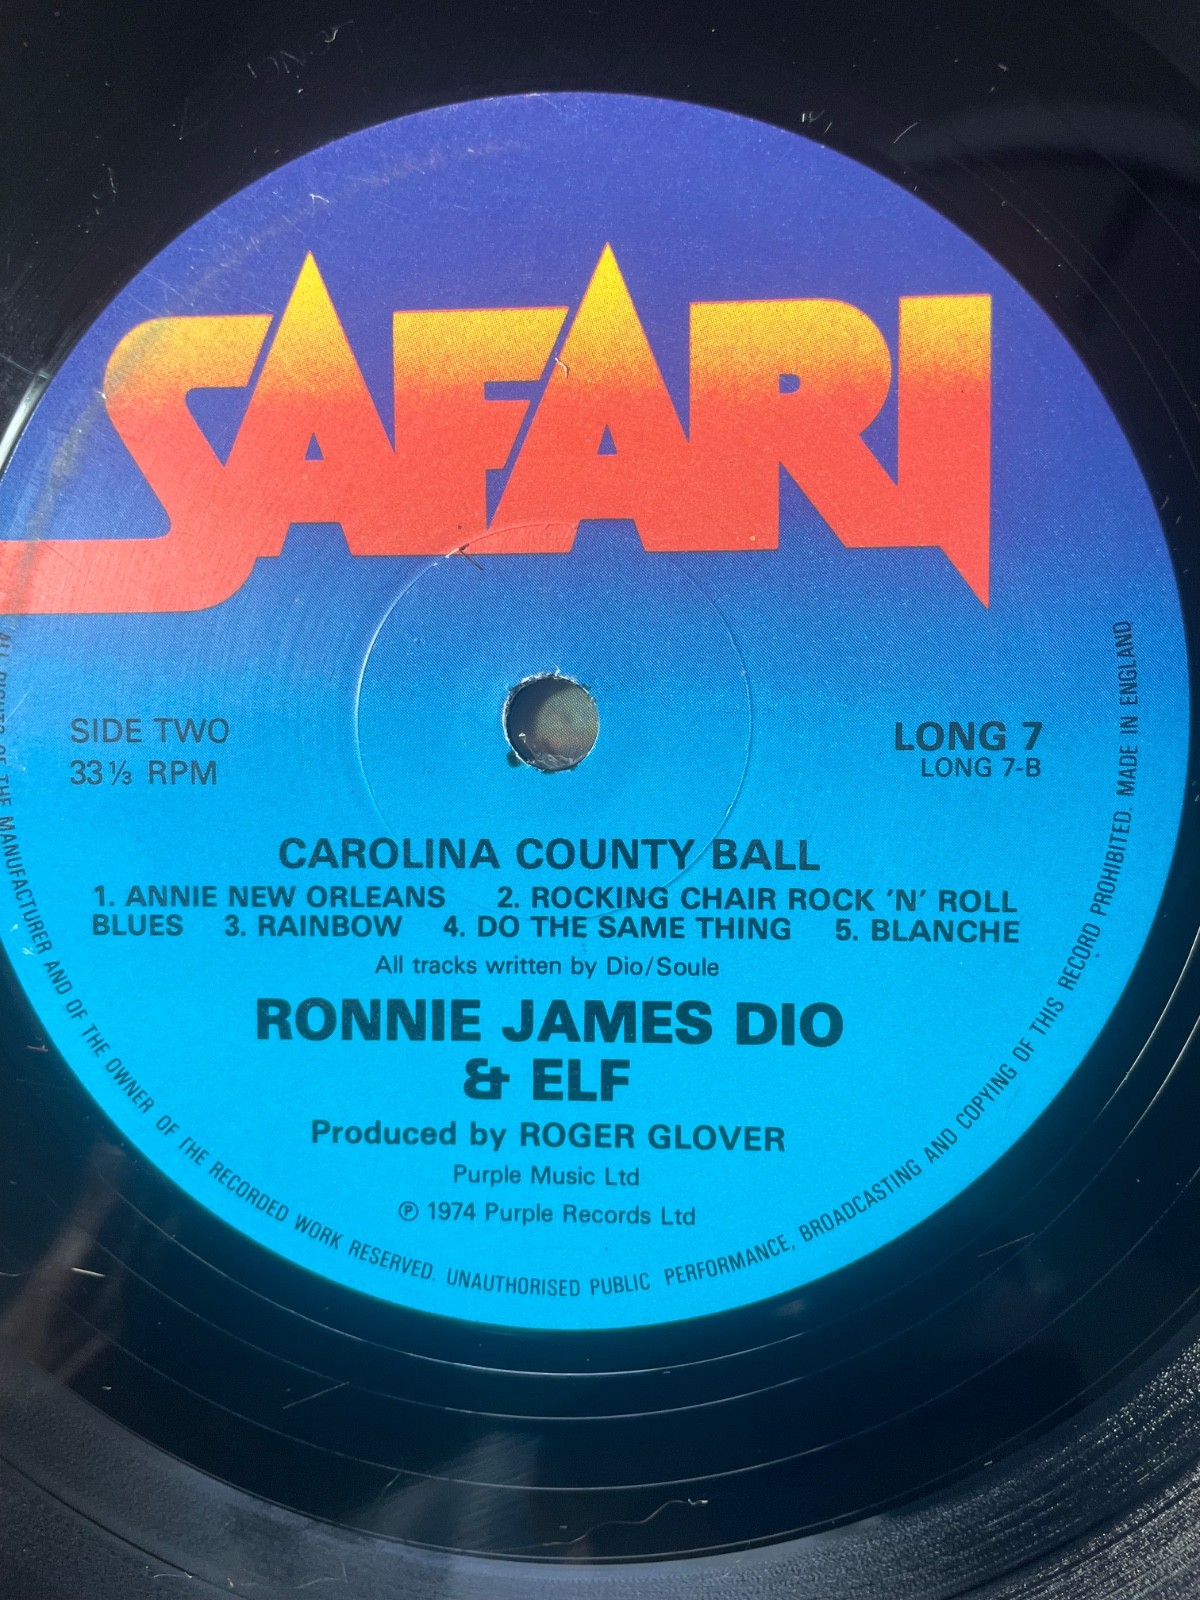 SAFARI
SIDE TWO
33⅓ RPM
LONG 7
LONG 7-B
CAROLINA COUNTY BALL
1. ANNIE NEW ORLEANS 2. ROCKING CHAIR ROCK 'N' ROLL
BLUES 3. RAINBOW 4. DO THE SAME THING 5. BLANCHE
All tracks written by Dio/Soule
RONNIE JAMES DIO
& ELF
Produced by ROGER GLOVER
Purple Music Ltd
℗ 1974 Purple Records Ltd
ALL RIGHTS OF THE MANUFACTURER AND OF THE OWNER OF THE RECORDED WORK RESERVED. UNAUTHORISED PUBLIC PERFORMANCE, BROADCASTING AND COPYING OF THIS RECORD PROHIBITED. MADE IN ENGLAND